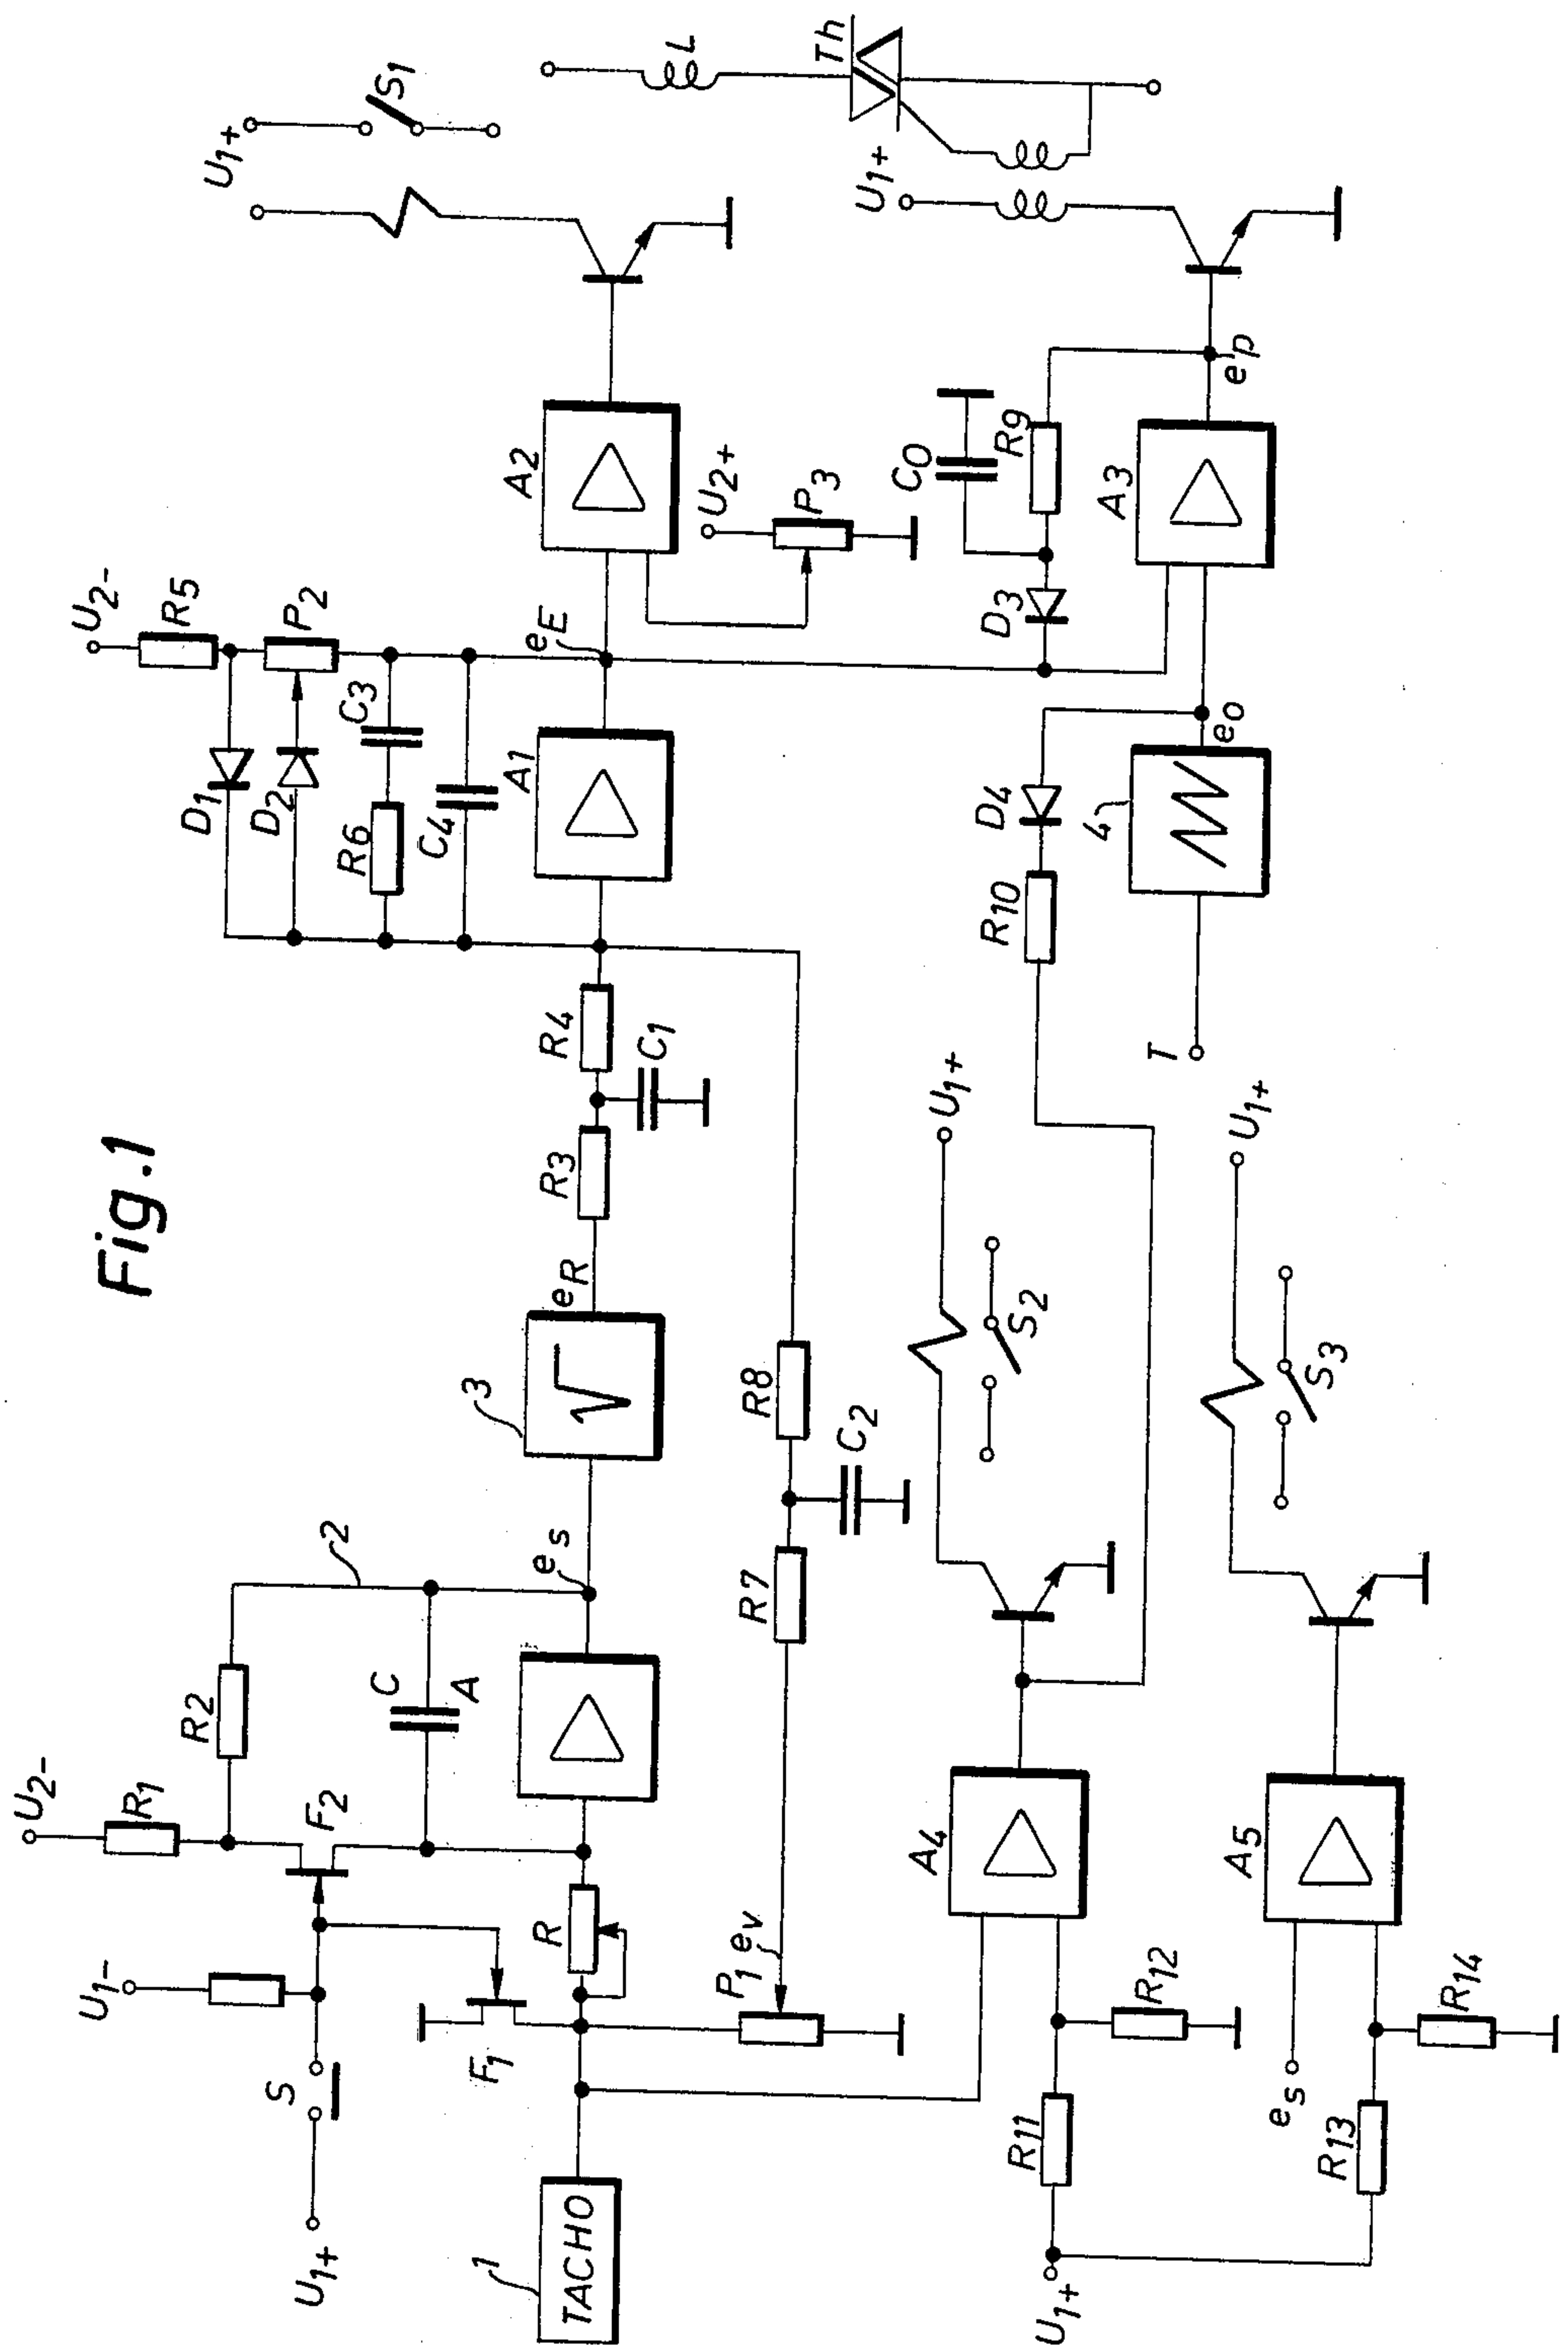 Fig.1
U2-
R1
R2
2
U1-
F2
C
A
S
U1+
F1
R
es
3
eR
R3
R4
C1
1
TACHO
P1
ev
R7
C2
R8
U2-
R5
P2
D1
D2
C3
R6
C4
A1
eE
A2
U2+
P3
U1+
S1
L
Th
U1+
C0
R9
D3
A3
ep
D4
R10
4
e0
T
A4
R11
R12
U1+
S2
U1+
A5
es
R13
R14
U1+
S3